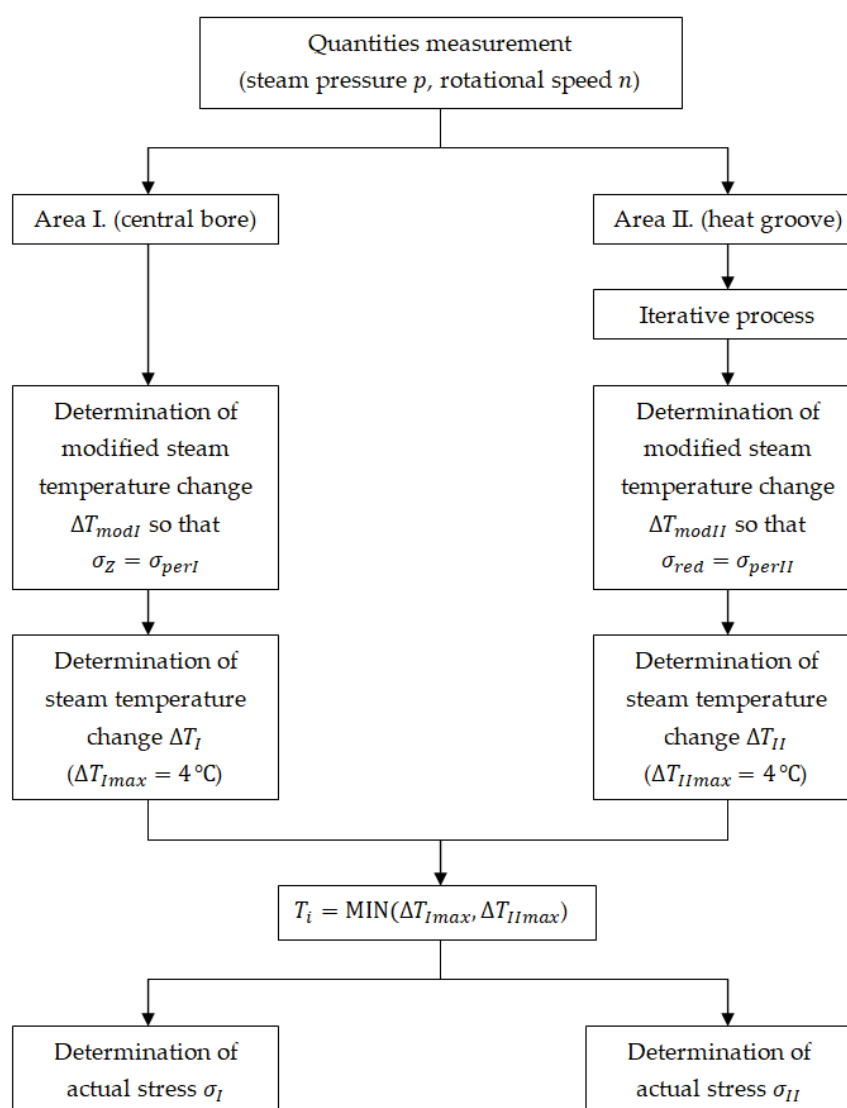 Quantities measurement
(steam pressure p, rotational speed n)
Area I. (central bore)
Area II. (heat groove)
Iterative process
Determination of
modified steam
temperature change
ΔT_modI so that
σ_Z = σ_perI
Determination of
modified steam
temperature change
ΔT_modII so that
σ_red = σ_perII
Determination of
steam temperature
change ΔT_I
(ΔT_Imax = 4 °C)
Determination of
steam temperature
change ΔT_II
(ΔT_IImax = 4 °C)
T_i = MIN(ΔT_Imax, ΔT_IImax)
Determination of
actual stress σ_I
Determination of
actual stress σ_II